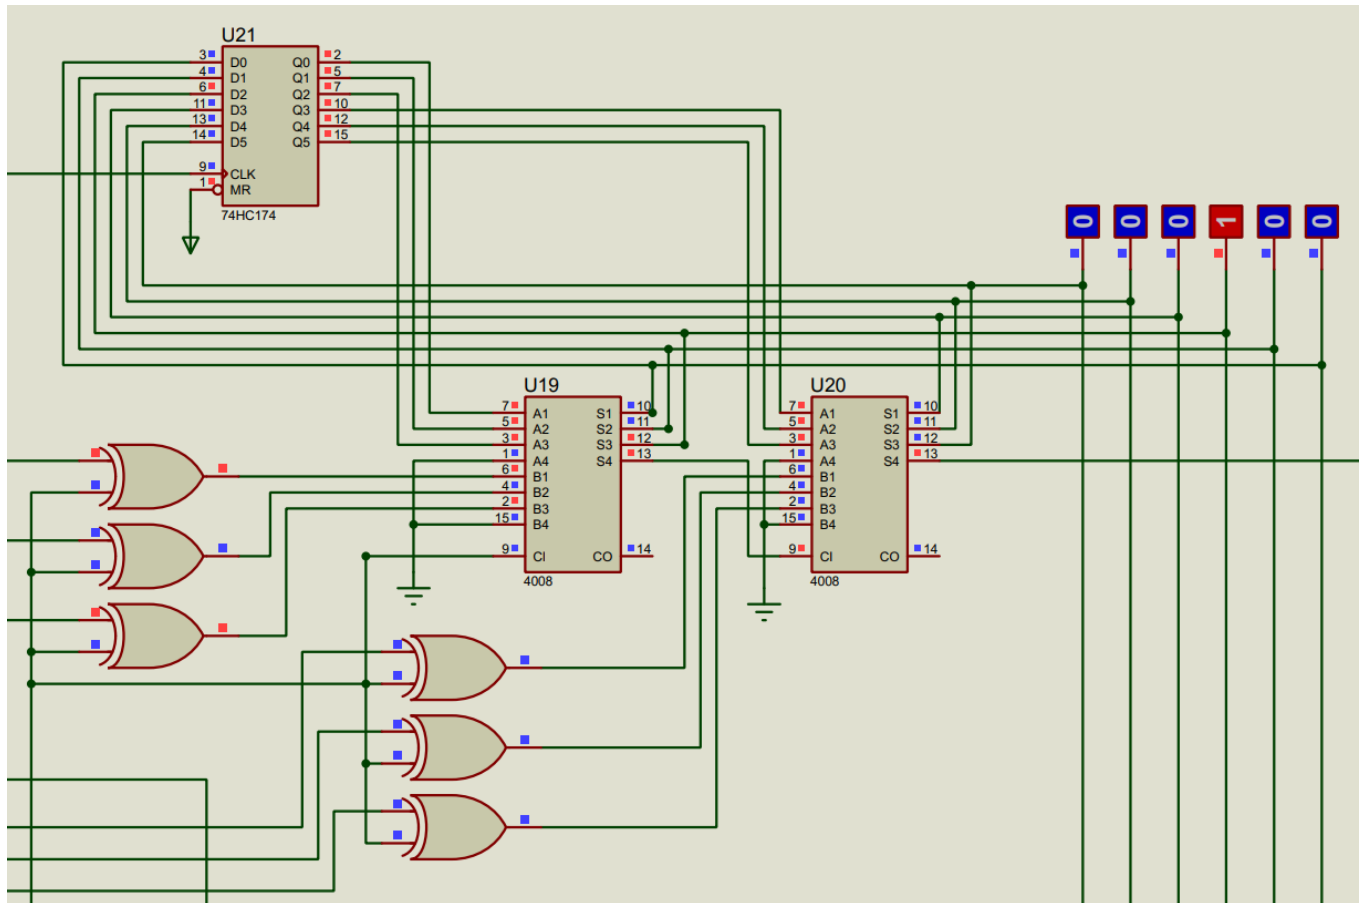 U21
3 D0 Q0 2
4 D1 Q1 5
6 D2 Q2 7
11 D3 Q3 10
13 D4 Q4 12
14 D5 Q5 15
9 CLK
1 MR
74HC174
0 0 0 1 0 0
U19
7 A1 S1 10
5 A2 S2 11
3 A3 S3 12
1 A4 S4 13
6 B1
4 B2
2 B3
15 B4
9 CI CO 14
4008
U20
7 A1 S1 10
5 A2 S2 11
3 A3 S3 12
1 A4 S4 13
6 B1
4 B2
2 B3
15 B4
9 CI CO 14
4008